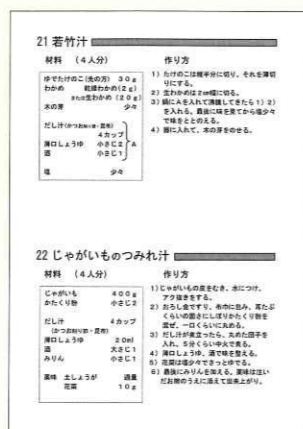 21 若竹汁
材料 (4人分)
ゆでたけのこ(先の方) 30g
わかめ 乾燥わかめ(2g)
または生わかめ(20g)
木の芽 少々
だし汁(かつお削り節・昆布)
4カップ
薄口しょうゆ 小さじ2
酒 小さじ1
A
塩 少々
作り方
1)たけのこは縦半分に切り、それを薄切
りにする。
2)生わかめは2cm幅に切る。
3)鍋にAを入れて沸騰してきたら1)2)
を入れる。最後に味を見てから塩少々
で味をととのえる。
4)器に入れて、木の芽をのせる。
22 じゃがいものつみれ汁
材料 (4人分)
じゃがいも 400g
かたくり粉 小さじ2
だし汁 4カップ
(かつお削り節・昆布)
薄口しょうゆ 20ml
酒 大さじ1
みりん 小さじ1
薬味 土しょうが 適量
花菜 10g
作り方
1)じゃがいもの皮をむき、水につけ、
アク抜きをする。
2)おろし金ですり、布巾に包み、耳たぶ
くらいの固さにしぼりかたくり粉を
混ぜ、一口くらいに丸める。
3)だし汁が煮立ったら、丸めた団子を
入れ、5分くらい中火で煮る。
4)薄口しょうゆ、酒で味を整える。
5)花菜は塩少々でさっとゆでる。
6)最後にみりんを加え、薬味は注い
だお椀のうえに添えて出来上がり。